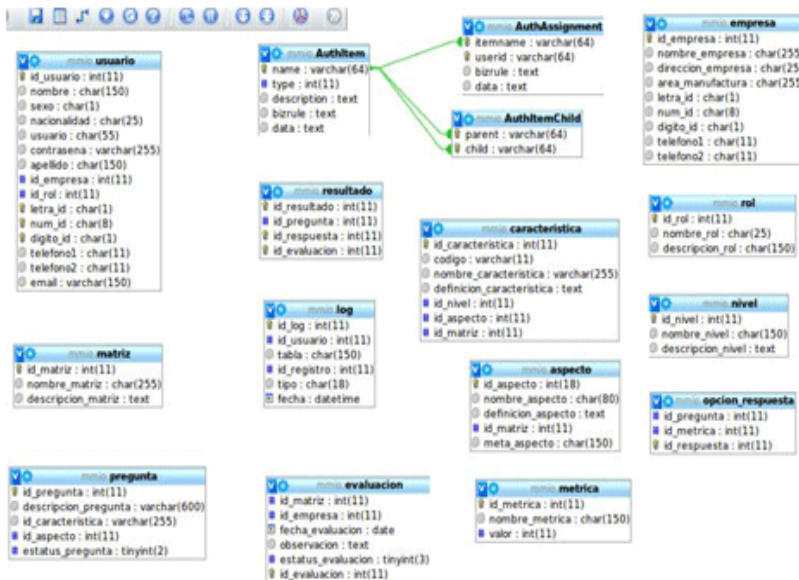 mmio.usuario
id_usuario : int(11)
nombre : char(150)
sexo : char(1)
nacionalidad : char(25)
usuario : char(55)
contrasena : varchar(255)
apellido : char(150)
id_empresa : int(11)
id_rol : int(11)
letra_id : char(1)
num_id : char(8)
digito_id : char(1)
telefono1 : char(11)
telefono2 : char(11)
email : varchar(150)
mmio.AuthItem
name : varchar(64)
type : int(11)
description : text
bizrule : text
data : text
mmio.AuthAssignment
itemname : varchar(64)
userid : varchar(64)
bizrule : text
data : text
mmio.AuthItemChild
parent : varchar(64)
child : varchar(64)
mmio.empresa
id_empresa : int(11)
nombre_empresa : char(255
direccion_empresa : char(25
area_manufactura : char(255
letra_id : char(1)
num_id : char(8)
digito_id : char(1)
telefono1 : char(11)
telefono2 : char(11)
mmio.resultado
id_resultado : int(11)
id_pregunta : int(11)
id_respuesta : int(11)
id_evaluacion : int(11)
mmio.caracteristica
id_caracteristica : int(11)
codigo : varchar(11)
nombre_caracteristica : varchar(255)
definicion_caracteristica : text
id_nivel : int(11)
id_aspecto : int(11)
id_matriz : int(11)
mmio.rol
id_rol : int(11)
nombre_rol : char(25)
descripcion_rol : char(150)
mmio.log
id_log : int(11)
id_usuario : int(11)
tabla : char(150)
id_registro : int(11)
tipo : char(18)
fecha : datetime
mmio.nivel
id_nivel : int(11)
nombre_nivel : char(150)
descripcion_nivel : text
mmio.matriz
id_matriz : int(11)
nombre_matriz : char(255)
descripcion_matriz : text
mmio.aspecto
id_aspecto : int(18)
nombre_aspecto : char(80)
definicion_aspecto : text
id_matriz : int(11)
meta_aspecto : char(150)
mmio.opcion_respuesta
id_pregunta : int(11)
id_metrica : int(11)
id_respuesta : int(11)
mmio.pregunta
id_pregunta : int(11)
descripcion_pregunta : varchar(600)
id_caracteristica : varchar(255)
id_aspecto : int(11)
estatus_pregunta : tinyint(2)
mmio.evaluacion
id_matriz : int(11)
id_empresa : int(11)
fecha_evaluacion : date
observacion : text
estatus_evaluacion : tinyint(3)
id_evaluacion : int(11)
mmio.metrica
id_metrica : int(11)
nombre_metrica : char(150)
valor : int(11)